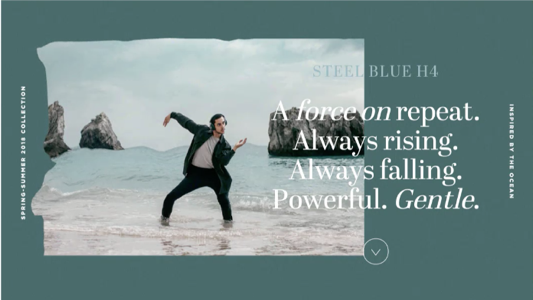 SPRING-SUMMER 2018 COLLECTION
STEEL BLUE H4
A force on repeat.
Always rising.
Always falling.
Powerful. Gentle.
INSPIRED BY THE OCEAN